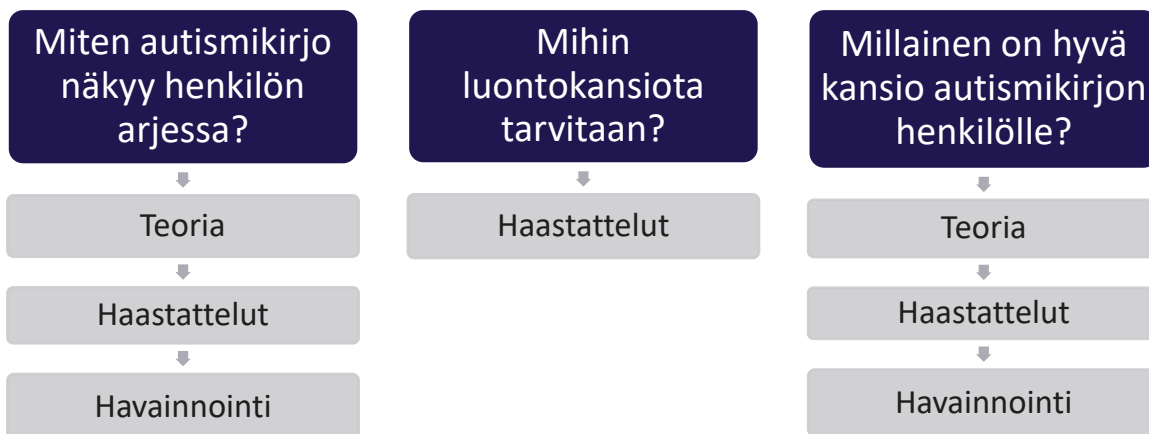 Miten autismikirjo
näkyy henkilön
arjessa?
Teoria
Haastattelut
Havainnointi
Mihin
luontokansiota
tarvitaan?
Haastattelut
Millainen on hyvä
kansio autismikirjon
henkilölle?
Teoria
Haastattelut
Havainnointi